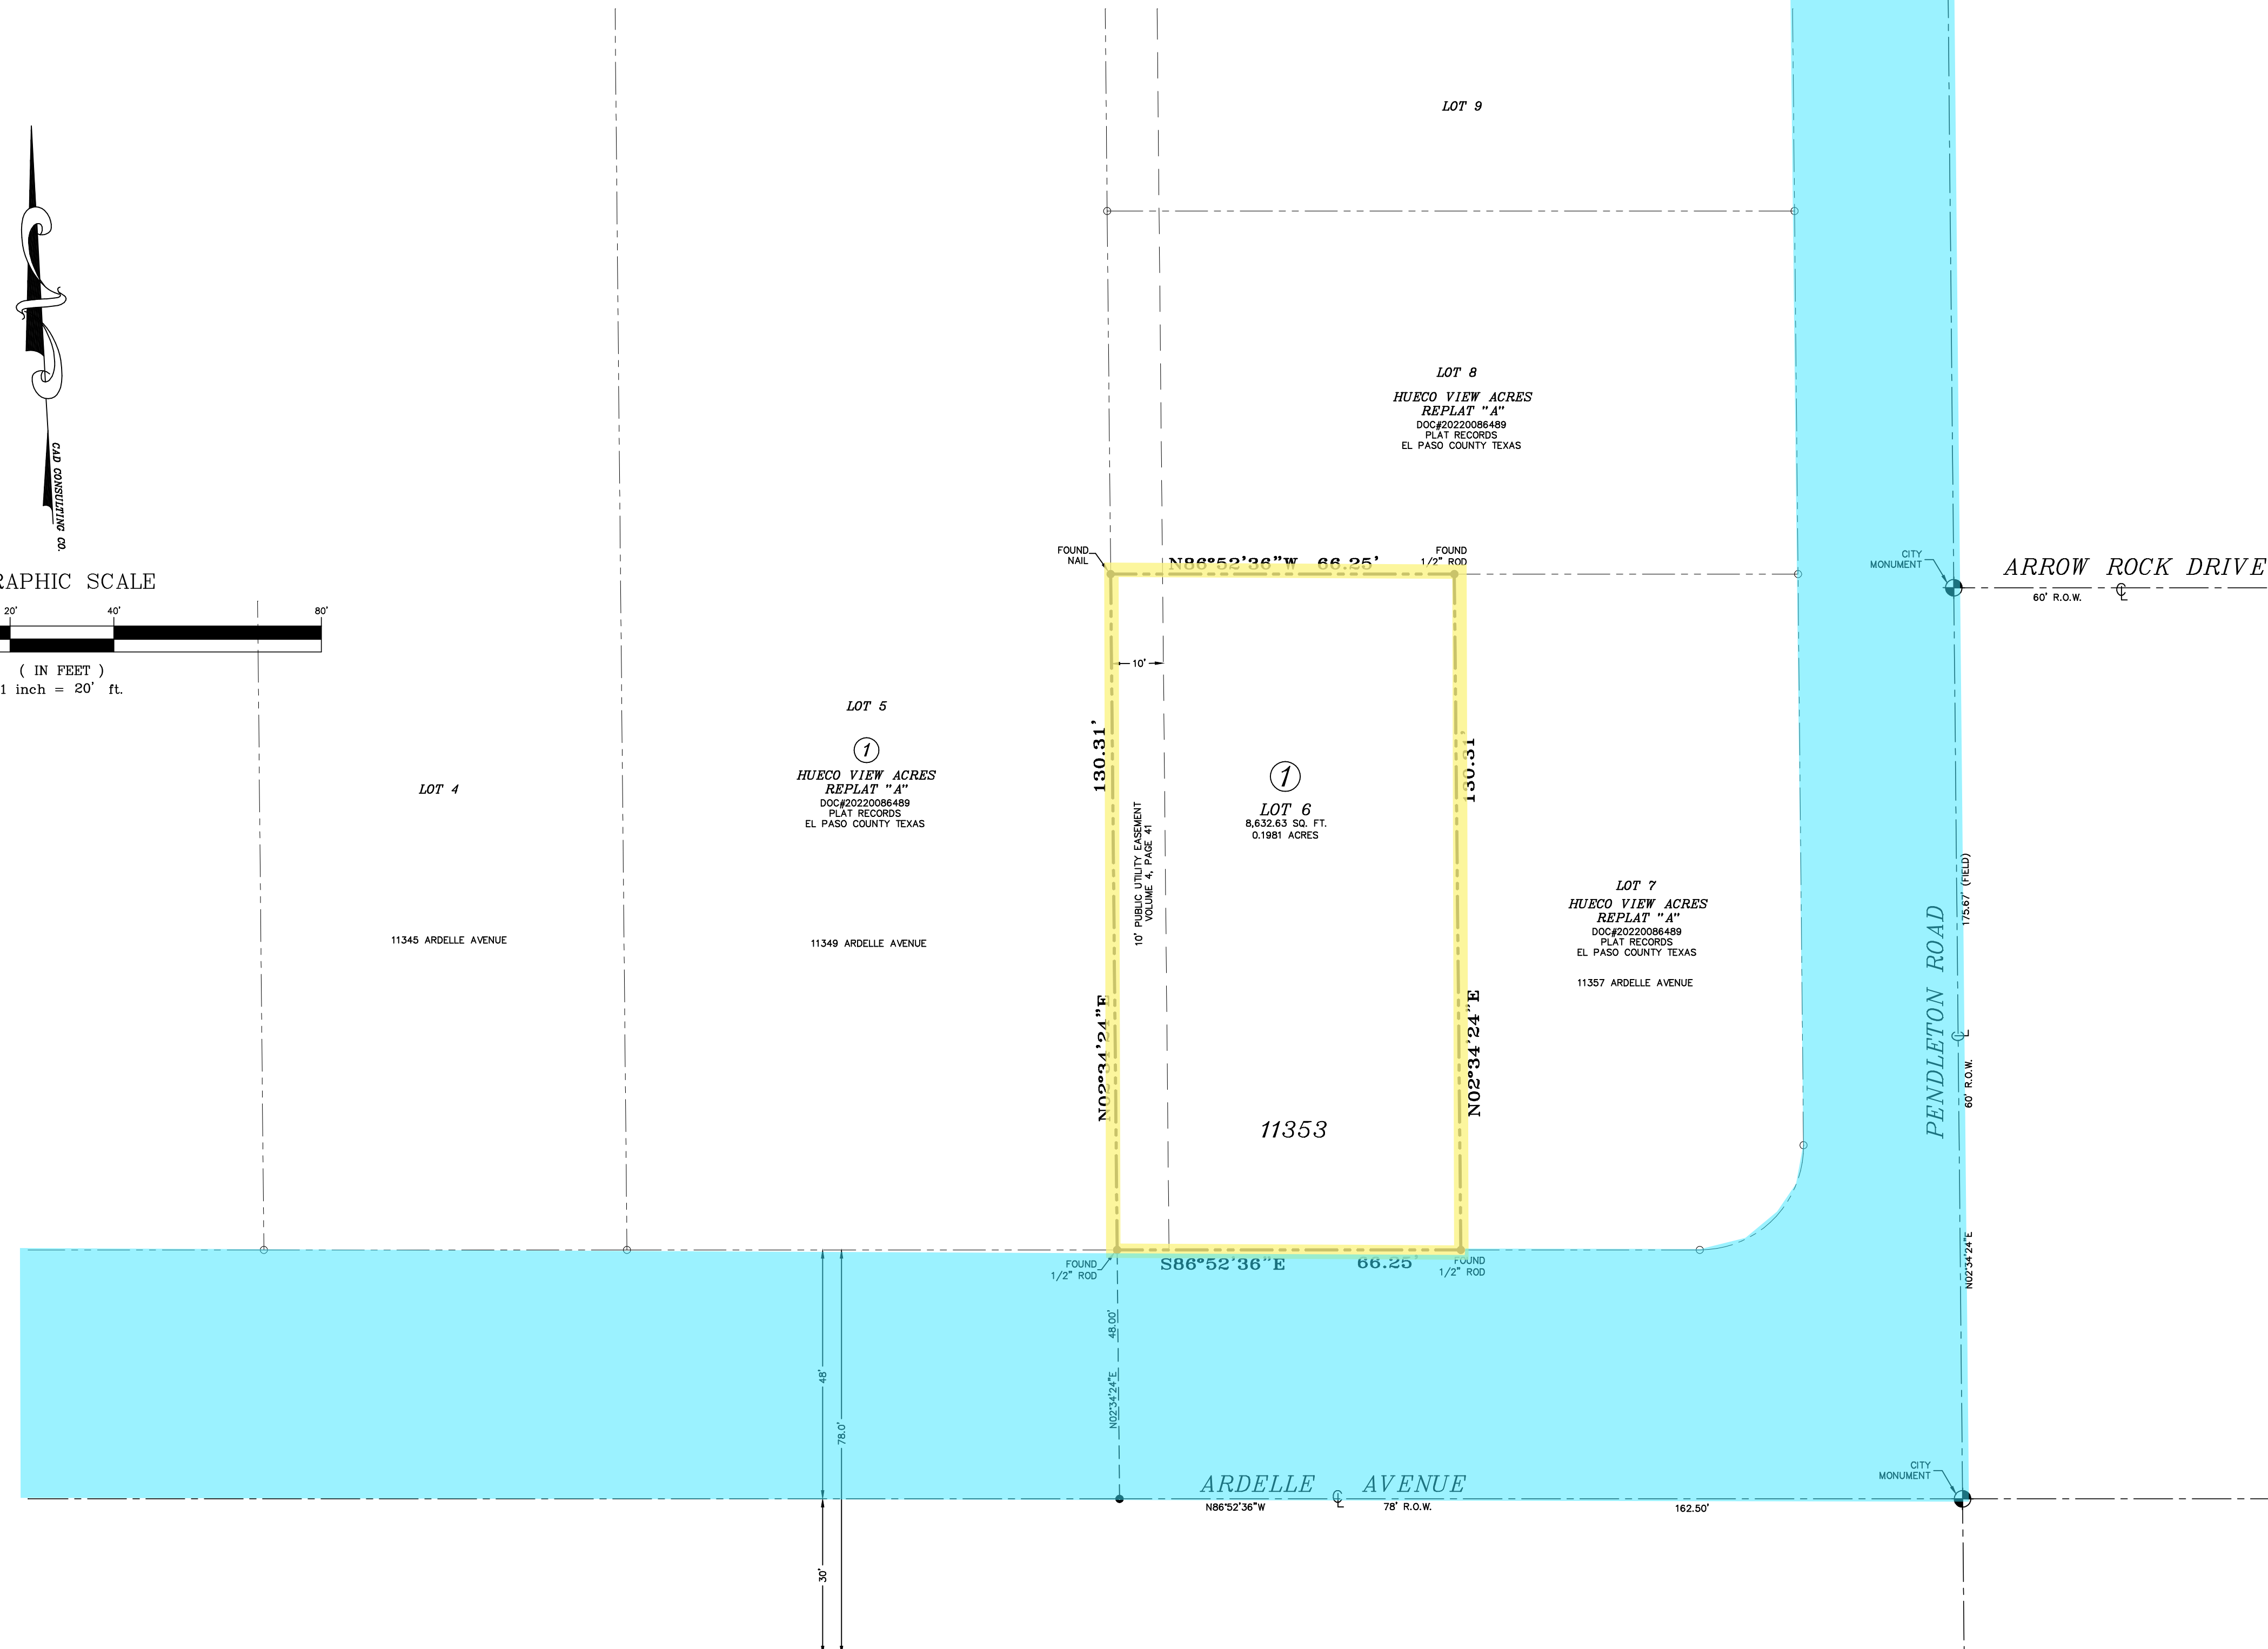 LOT 9
LOT 8
HUECO VIEW ACRES
REPLAT "A"
DOC#20220086489
PLAT RECORDS
EL PASO COUNTY TEXAS
CAD CONSULTING CO.
RAPHIC SCALE
20' 40' 80'
( IN FEET )
1 inch = 20' ft.
FOUND
NAIL
N86°52'36"W 66.25'
FOUND
1/2" ROD
CITY
MONUMENT
ARROW ROCK DRIVE
60' R.O.W.
CL
10'
LOT 4
11345 ARDELLE AVENUE
LOT 5
1
HUECO VIEW ACRES
REPLAT "A"
DOC#20220086489
PLAT RECORDS
EL PASO COUNTY TEXAS
11349 ARDELLE AVENUE
130.31'
N02°34'24"E
10' PUBLIC UTILITY EASEMENT
VOLUME 4, PAGE 41
1
LOT 6
8,632.63 SQ. FT.
0.1981 ACRES
11353
130.31'
N02°34'24"E
LOT 7
HUECO VIEW ACRES
REPLAT "A"
DOC#20220086489
PLAT RECORDS
EL PASO COUNTY TEXAS
11357 ARDELLE AVENUE
PENDLETON ROAD
175.67' (FIELD)
CL
60' R.O.W.
N02°34'24"E
FOUND
1/2" ROD
S86°52'36"E 66.25'
FOUND
1/2" ROD
48.00'
N02°34'24"E
48'
78.0'
30'
ARDELLE CL AVENUE
N86°52'36"W 78' R.O.W. 162.50'
CITY
MONUMENT